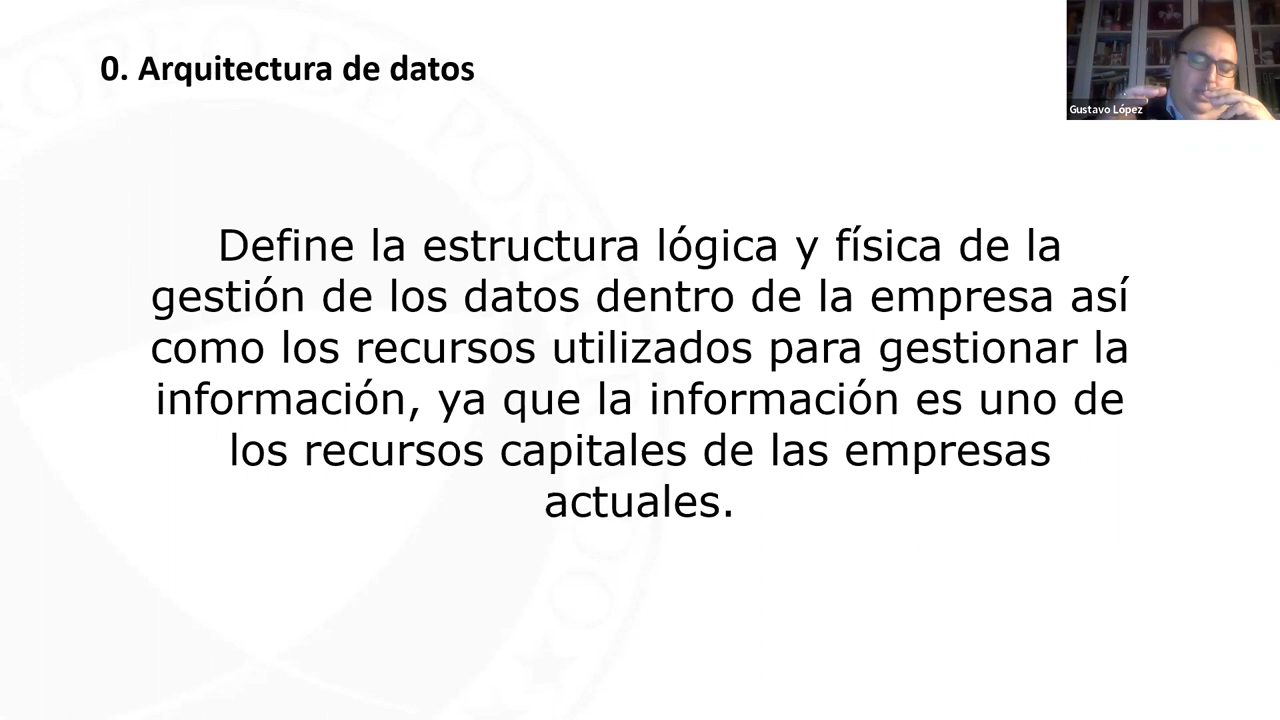 0. Arquitectura de datos
Gustavo López
Define la estructura lógica y física de la
gestión de los datos dentro de la empresa así
como los recursos utilizados para gestionar la
información, ya que la información es uno de
los recursos capitales de las empresas
actuales.